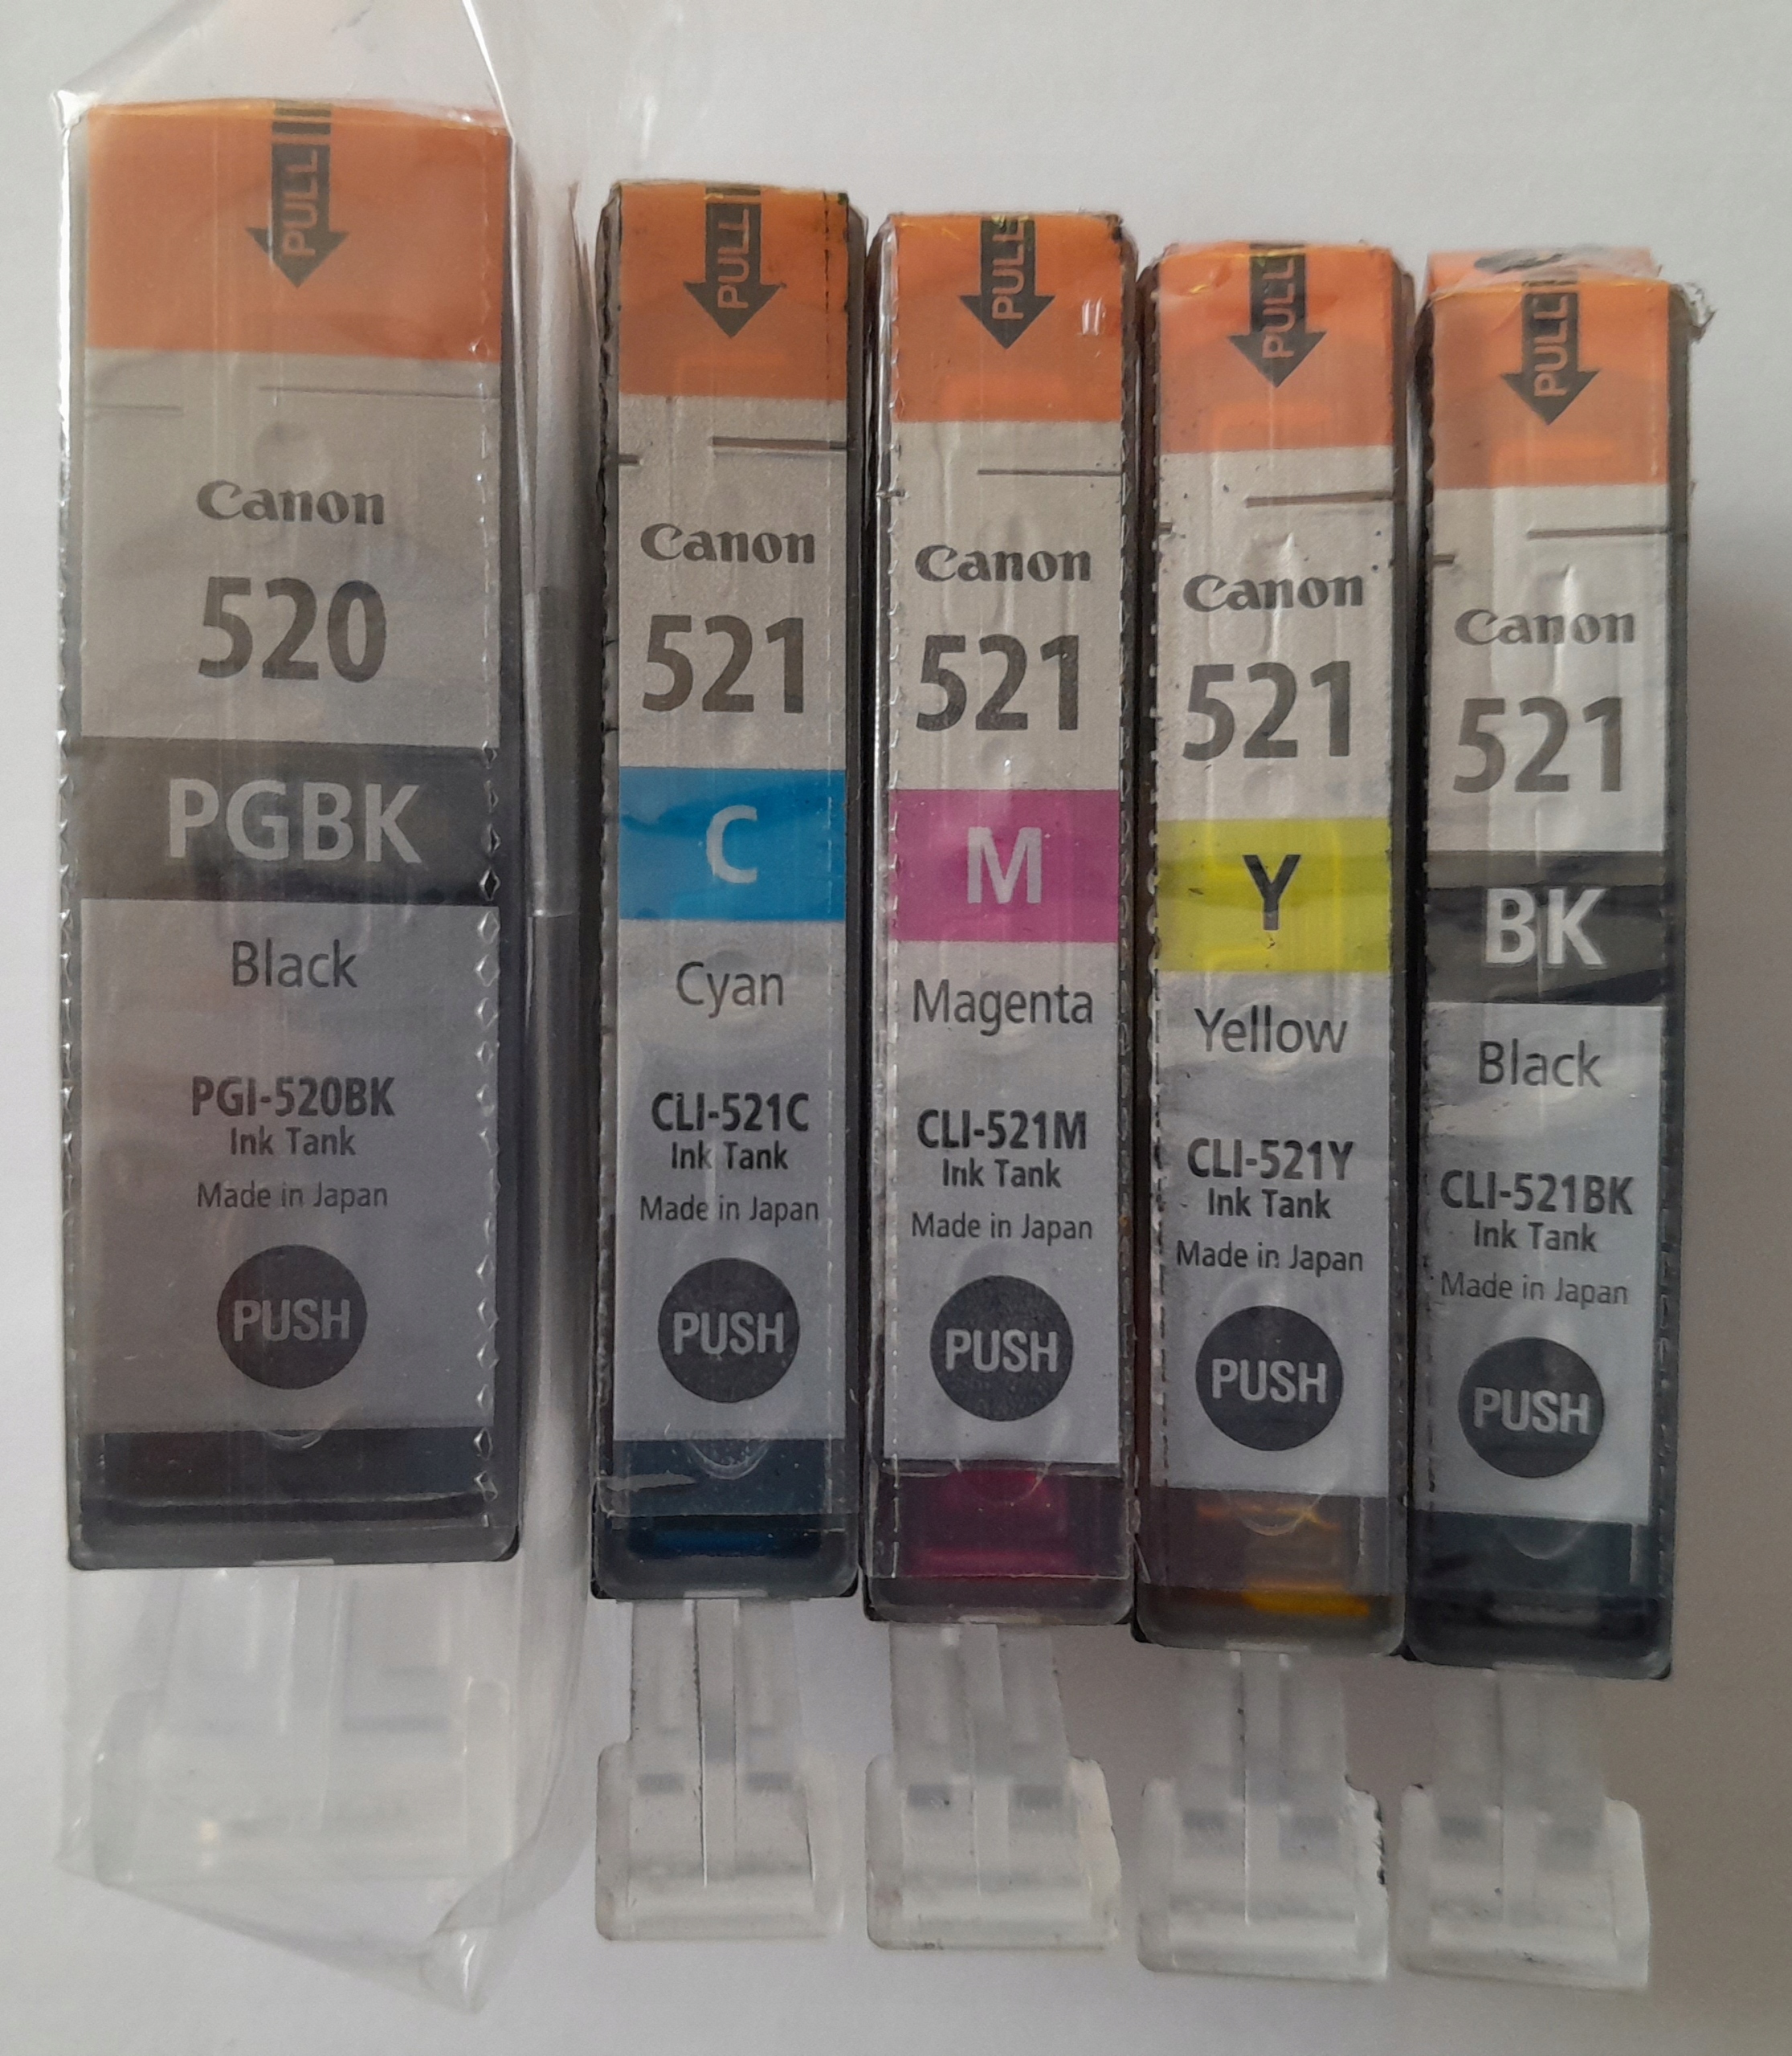 PULL
Canon
520
PGBK
Black
PGI-520BK
Ink Tank
Made in Japan
PUSH
PULL
Canon
521
C
Cyan
CLI-521C
Ink Tank
Made in Japan
PUSH
PULL
Canon
521
M
Magenta
CLI-521M
Ink Tank
Made in Japan
PUSH
PULL
Canon
521
Y
Yellow
CLI-521Y
Ink Tank
Made in Japan
PUSH
PULL
Canon
521
BK
Black
CLI-521BK
Ink Tank
Made in Japan
PUSH